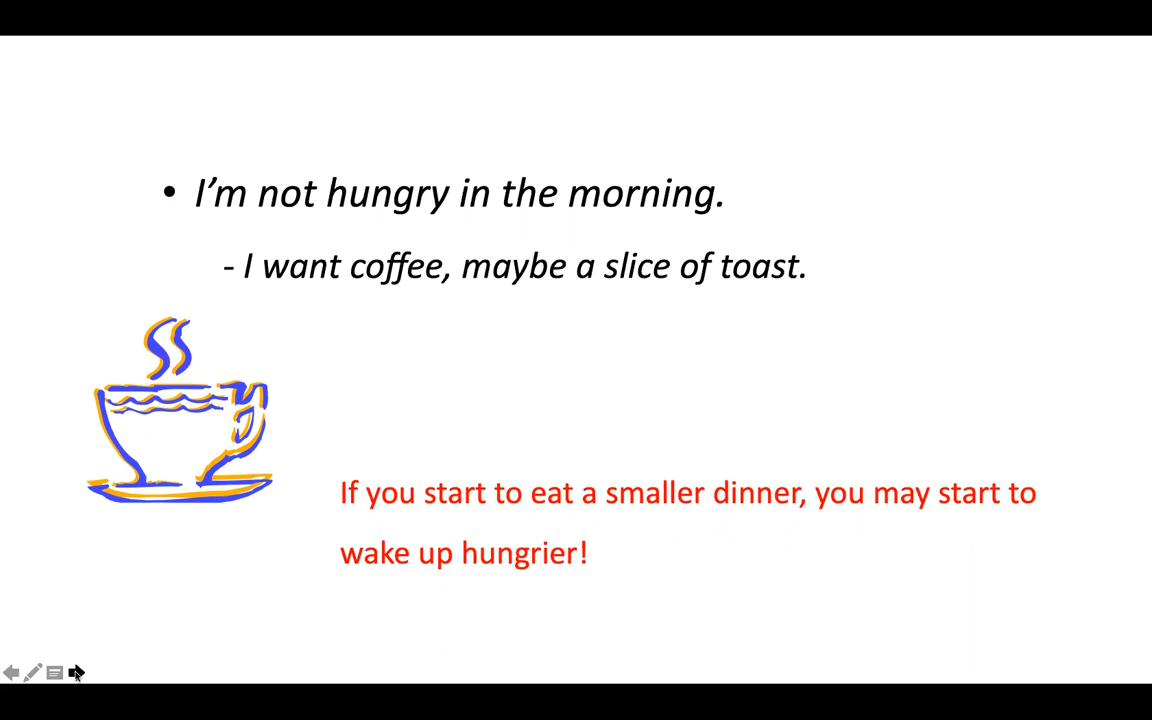 • I’m not hungry in the morning.
- I want coffee, maybe a slice of toast.
If you start to eat a smaller dinner, you may start to
wake up hungrier!